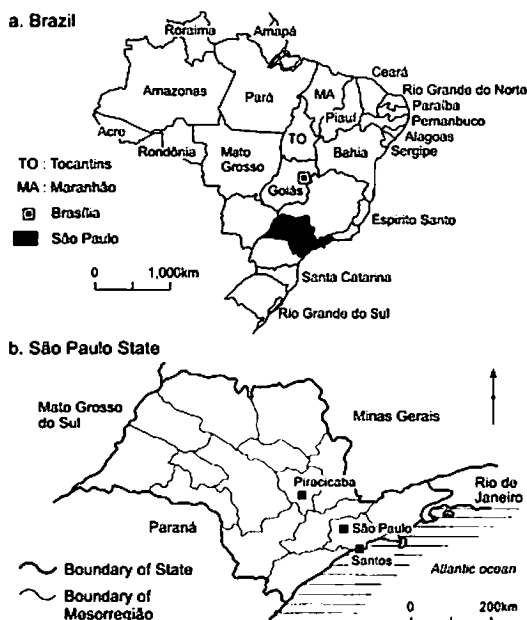 a. Brazil
Roraima
Amapá
Ceará
Rio Grande do Norte
Amazonas
Pará
MA
Paraíba
Piauí
Pernambuco
Acre
TO
Alagoas
Rondônia
Mato
Grosso
Bahia
Sergipe
TO : Tocantins
MA : Maranhão
Goiás
Brasília
Espirito Santo
São Paulo
0 1,000km
Santa Catarina
Rio Grande do Sul
b. São Paulo State
Mato Grosso
do Sul
Minas Gerais
Piracicaba
Rio de
Janeiro
Paraná
São Paulo
Santos
Boundary of State
Atlantic ocean
Boundary of
Mesorregião
0 200km